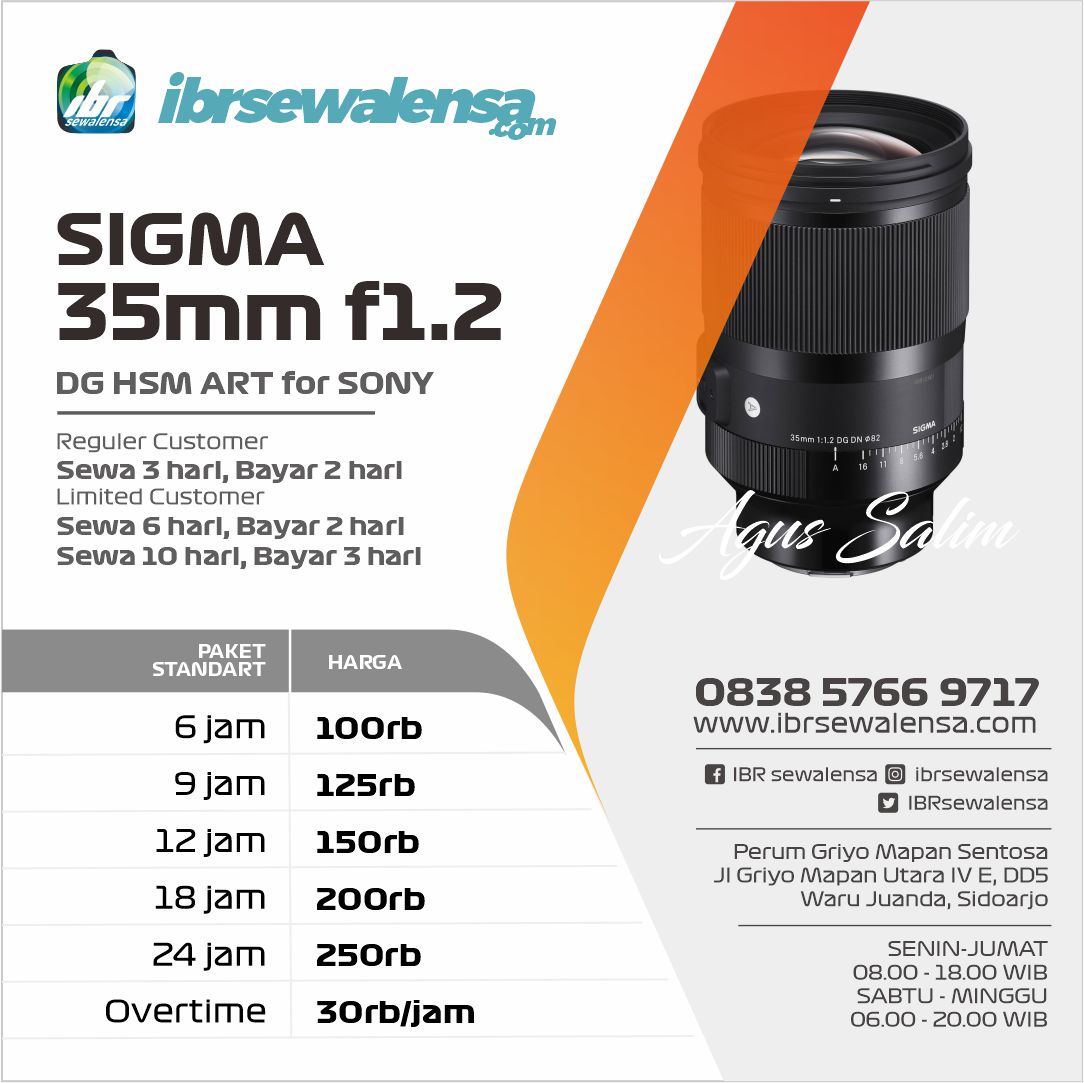 ibr
sewalensa
ibrsewalensa
.com
SIGMA
35mm f1.2
DG HSM ART for SONY
Reguler Customer
Sewa 3 harI, Bayar 2 harI
Limited Customer
Sewa 6 harI, Bayar 2 harI
Sewa 10 harI, Bayar 3 harI
PAKET
STANDART
HARGA
6 jam 100rb
9 jam 125rb
12 jam 150rb
18 jam 200rb
24 jam 250rb
Overtime 30rb/jam
SIGMA
35mm 1:1.2 DG DN ø82
A 16 11 8 5.6 4 2.8 2
Agus Salim
0838 5766 9717
www.ibrsewalensa.com
IBR sewalensa ibrsewalensa
IBRsewalensa
Perum Griyo Mapan Sentosa
Jl Griyo Mapan Utara IV E, DD5
Waru Juanda, Sidoarjo
SENIN-JUMAT
08.00 - 18.00 WIB
SABTU - MINGGU
06.00 - 20.00 WIB